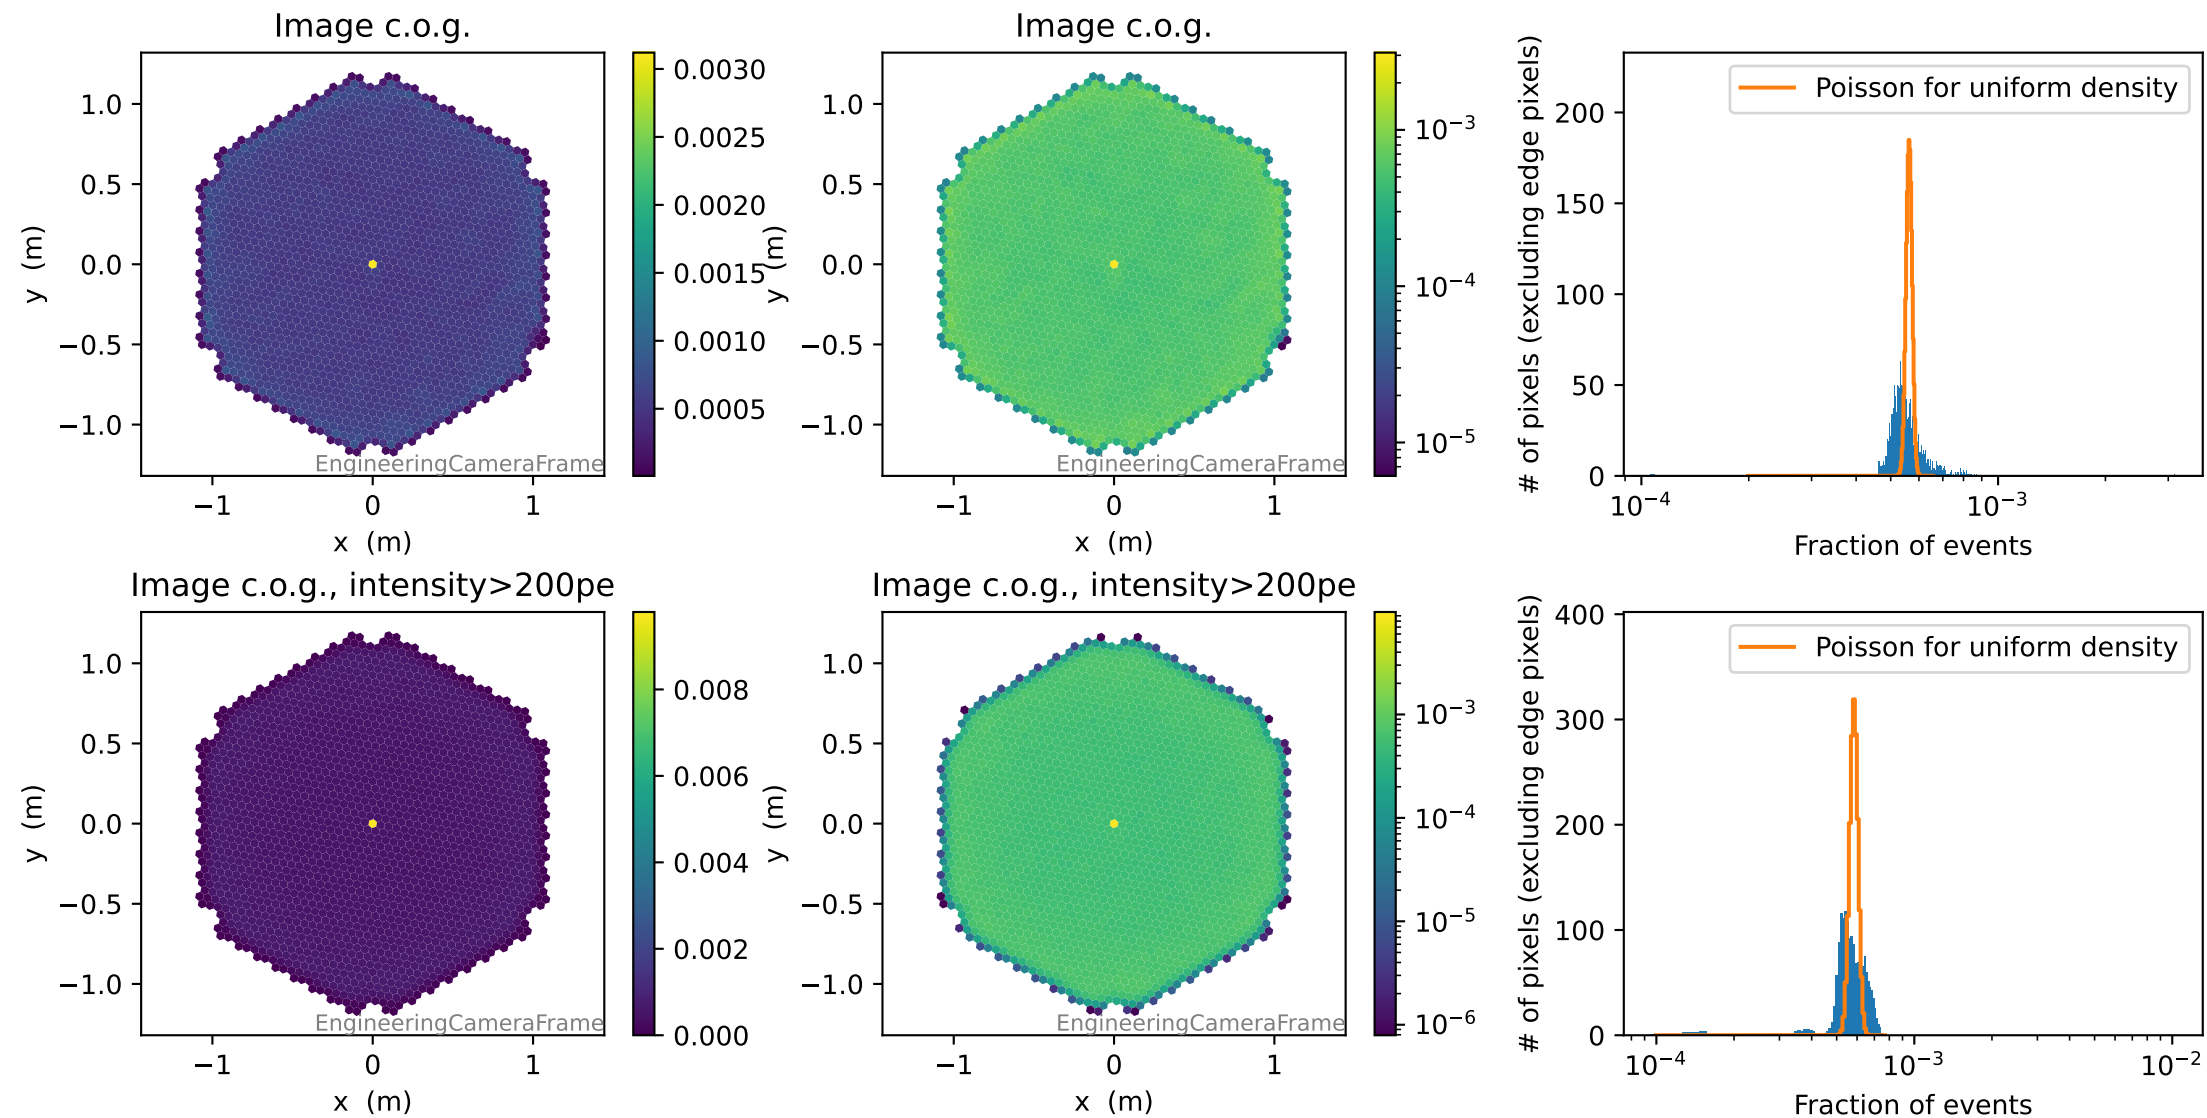 Image c.o.g.
1.0
0.5
0.0
−0.5
−1.0
y (m)
−1
0
1
x (m)
EngineeringCameraFrame
0.0030
0.0025
0.0020
0.0015
0.0010
0.0005
Image c.o.g.
1.0
0.5
0.0
−0.5
−1.0
y (m)
−1
0
1
x (m)
EngineeringCameraFrame
10⁻³
10⁻⁴
10⁻⁵
# of pixels (excluding edge pixels)
200
150
100
50
0
Poisson for uniform density
10⁻⁴
10⁻³
Fraction of events
Image c.o.g., intensity>200pe
1.0
0.5
0.0
−0.5
−1.0
y (m)
−1
0
1
x (m)
EngineeringCameraFrame
0.008
0.006
0.004
0.002
0.000
Image c.o.g., intensity>200pe
1.0
0.5
0.0
−0.5
−1.0
y (m)
−1
0
1
x (m)
EngineeringCameraFrame
10⁻³
10⁻⁴
10⁻⁵
10⁻⁶
# of pixels (excluding edge pixels)
400
300
200
100
0
Poisson for uniform density
10⁻⁴
10⁻³
10⁻²
Fraction of events